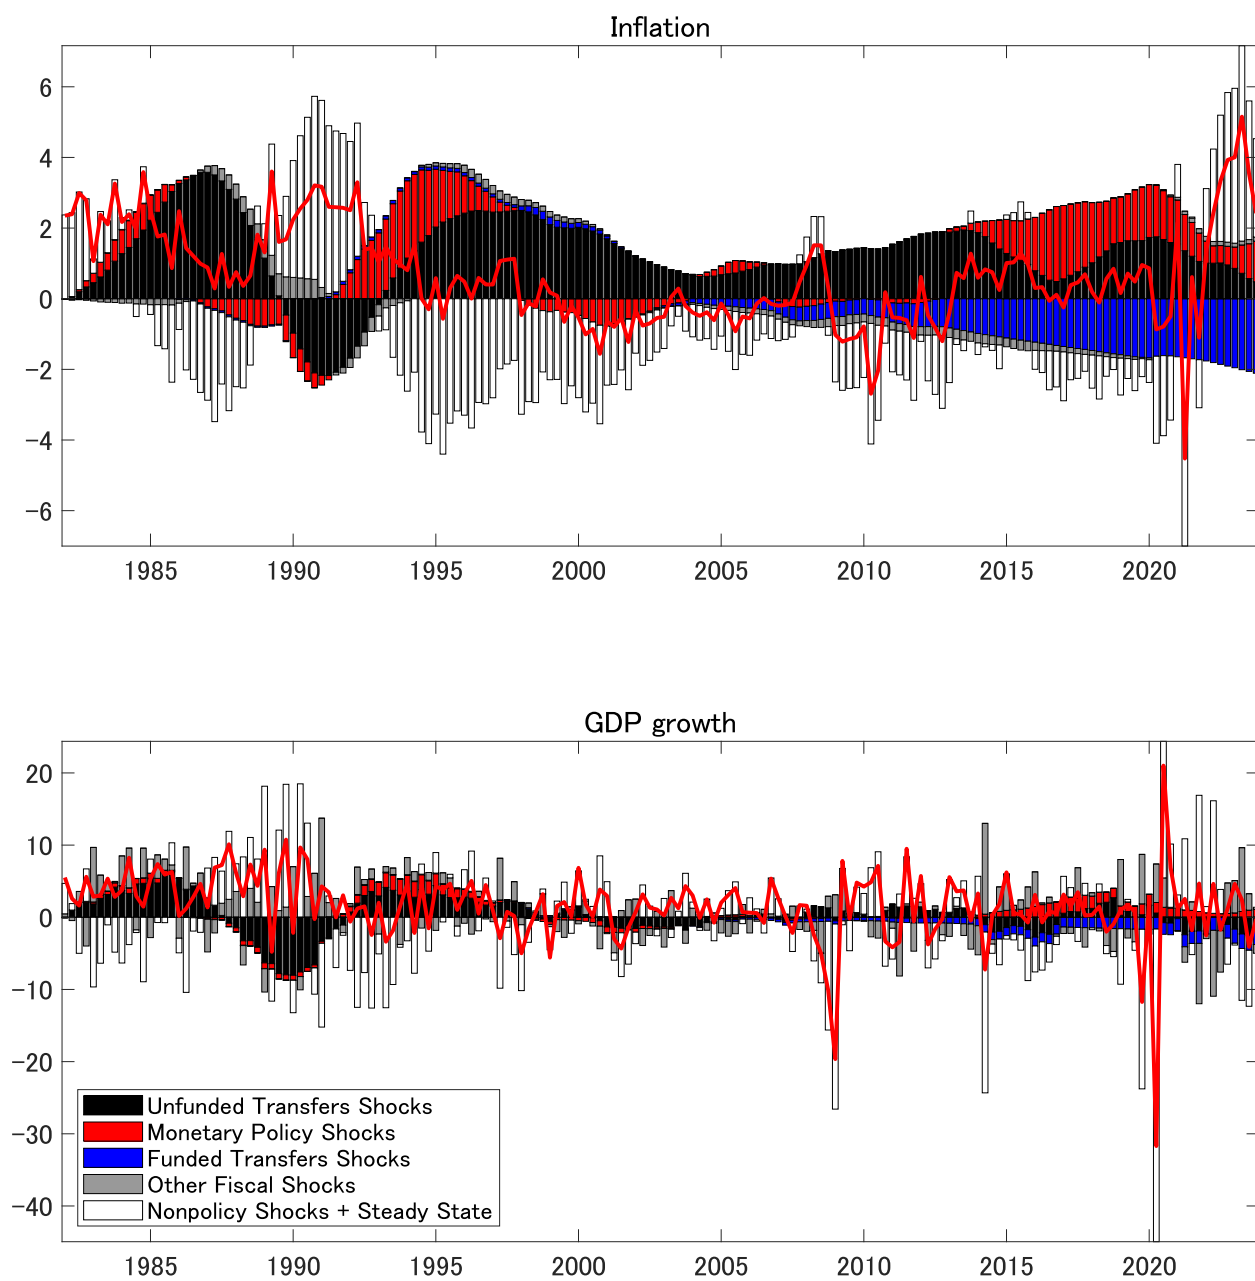 Inflation
6
4
2
0
−2
−4
−6
1985 1990 1995 2000 2005 2010 2015 2020
GDP growth
20
10
0
−10
−20
−30
−40
Unfunded Transfers Shocks
Monetary Policy Shocks
Funded Transfers Shocks
Other Fiscal Shocks
Nonpolicy Shocks + Steady State
1985 1990 1995 2000 2005 2010 2015 2020